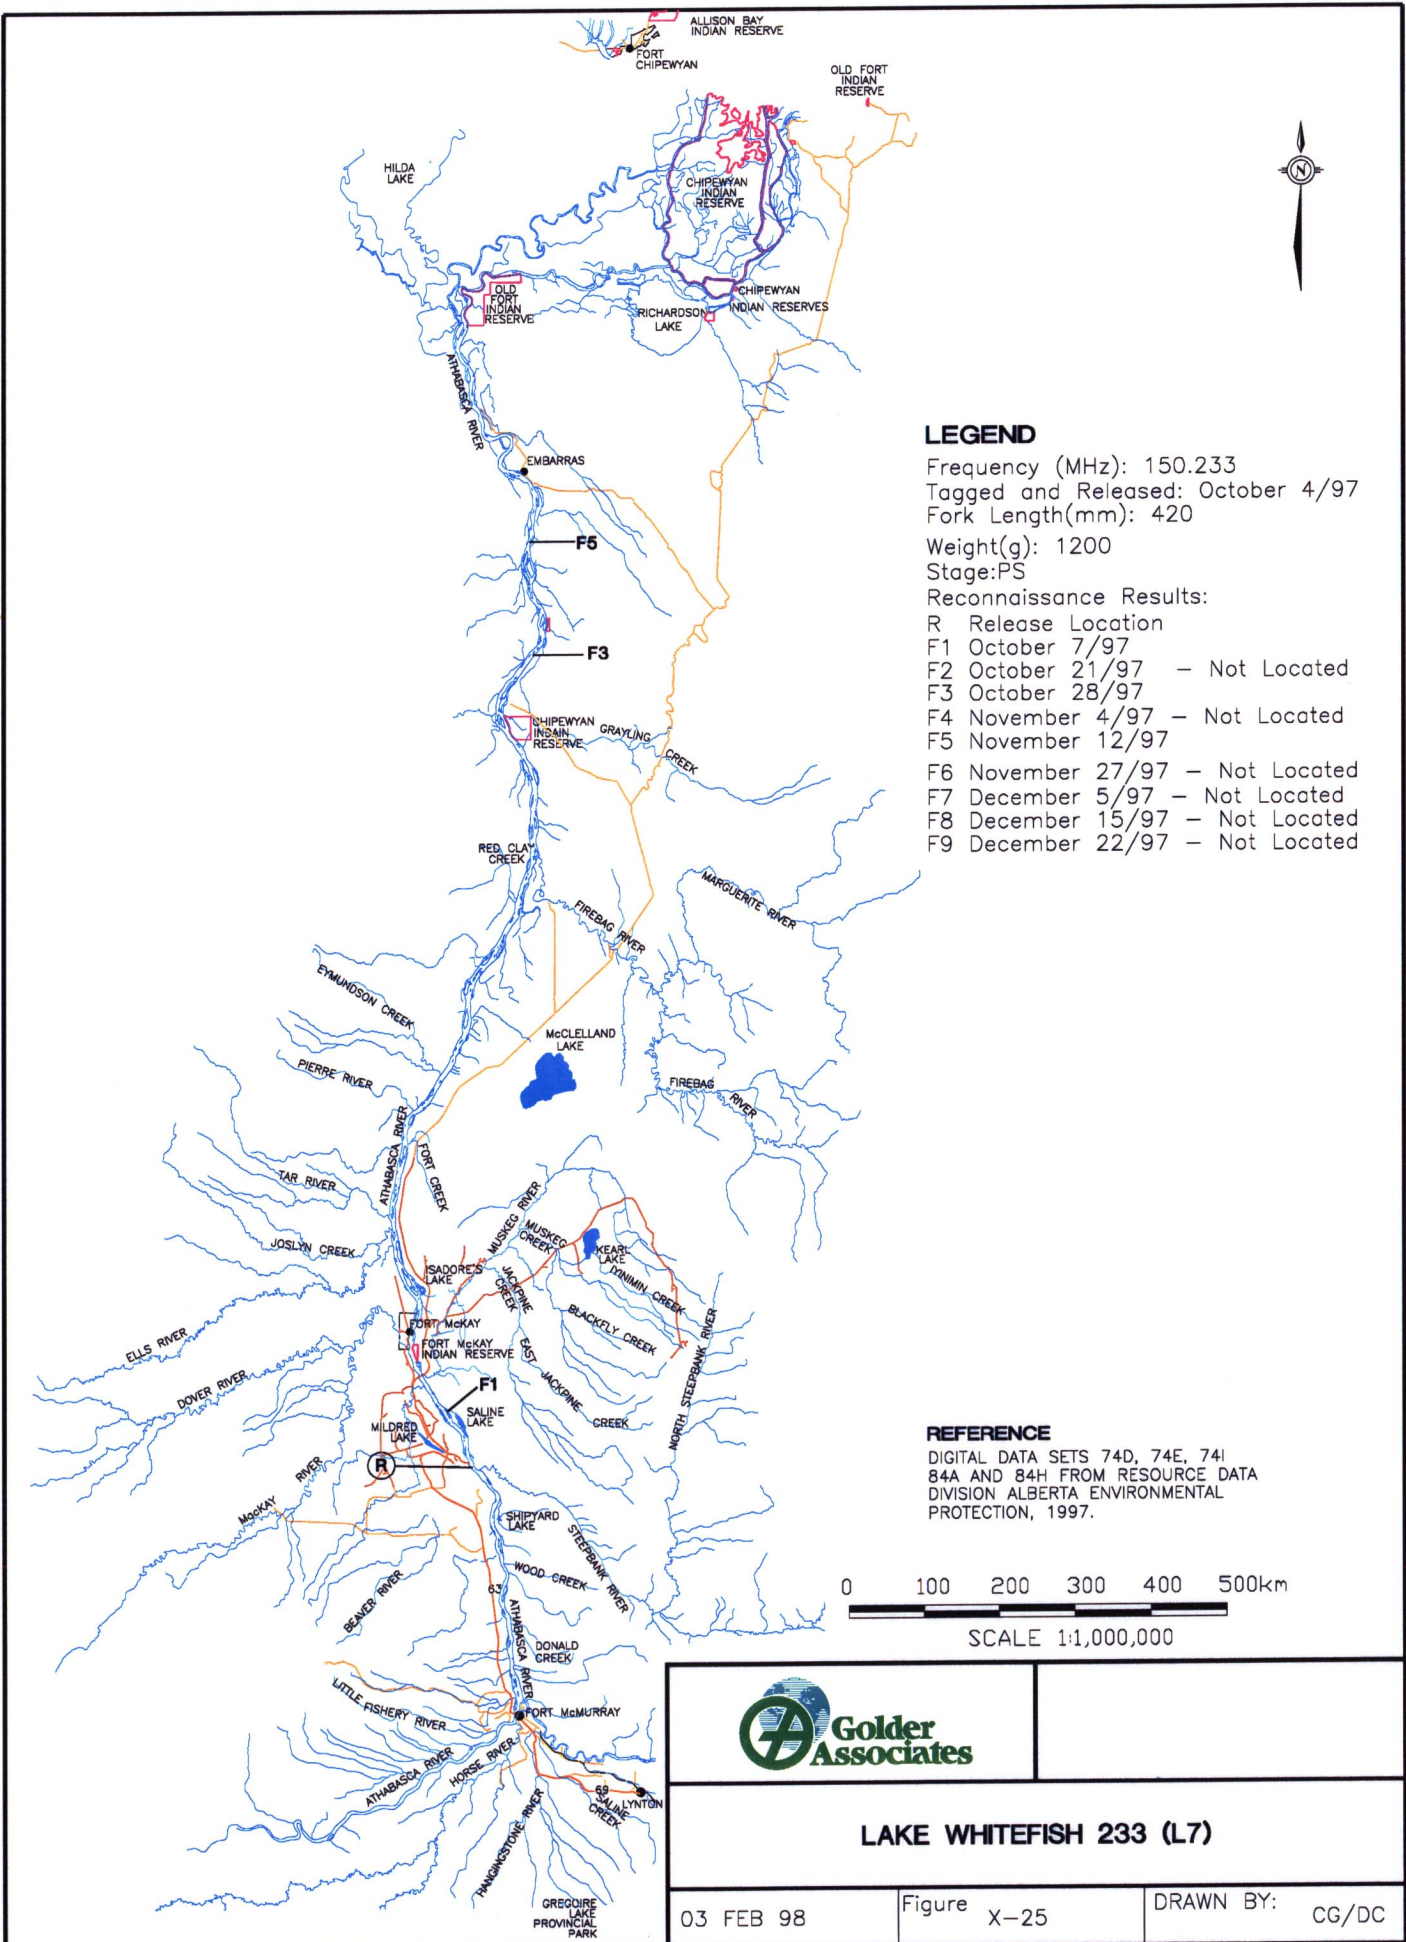 ALLISON BAY
INDIAN RESERVE
FORT
CHIPEWYAN
OLD FORT
INDIAN
RESERVE
N
HILDA
LAKE
CHIPEWYAN
INDIAN
RESERVE
OLD
FORT
INDIAN
RESERVE
CHIPEWYAN
INDIAN RESERVES
RICHARDSON
LAKE
ATHABASCA RIVER
EMBARRAS
F5
F3
CHIPEWYAN
INDAIN
RESERVE
GRAYLING CREEK
RED CLAY
CREEK
MARGUERITE RIVER
FIREBAG RIVER
EYMUNDSON CREEK
McCLELLAND
LAKE
PIERRE RIVER
FIREBAG RIVER
ATHABASCA RIVER
FORT CREEK
TAR RIVER
MUSKEG RIVER
MUSKEG
CREEK
JOSLYN CREEK
KEARL
LAKE
ISADORE'S
LAKE
JACKPINE
CREEK
IYINIMIN CREEK
BLACKFLY CREEK
FORT McKAY
FORT McKAY
INDIAN RESERVE
ELLS RIVER
EAST JACKPINE CREEK
NORTH STEEPBANK RIVER
DOVER RIVER
F1
SALINE
LAKE
MILDRED
LAKE
R
MacKAY RIVER
SHIPYARD
LAKE
STEEPBANK RIVER
WOOD CREEK
63
BEAVER RIVER
ATHABASCA RIVER
DONALD
CREEK
LITTLE FISHERY RIVER
FORT McMURRAY
ATHABASCA RIVER
HORSE RIVER
HANGINGSTONE RIVER
69
SALINE
CREEK
LYNTON
GREGOIRE
LAKE
PROVINCIAL
PARK
LEGEND
Frequency (MHz): 150.233
Tagged and Released: October 4/97
Fork Length(mm): 420
Weight(g): 1200
Stage:PS
Reconnaissance Results:
R Release Location
F1 October 7/97
F2 October 21/97 – Not Located
F3 October 28/97
F4 November 4/97 – Not Located
F5 November 12/97
F6 November 27/97 – Not Located
F7 December 5/97 – Not Located
F8 December 15/97 – Not Located
F9 December 22/97 – Not Located
REFERENCE
DIGITAL DATA SETS 74D, 74E, 74I
84A AND 84H FROM RESOURCE DATA
DIVISION ALBERTA ENVIRONMENTAL
PROTECTION, 1997.
0 100 200 300 400 500km
SCALE 1:1,000,000
Golder
Associates
LAKE WHITEFISH 233 (L7)
03 FEB 98
Figure X–25
DRAWN BY: CG/DC